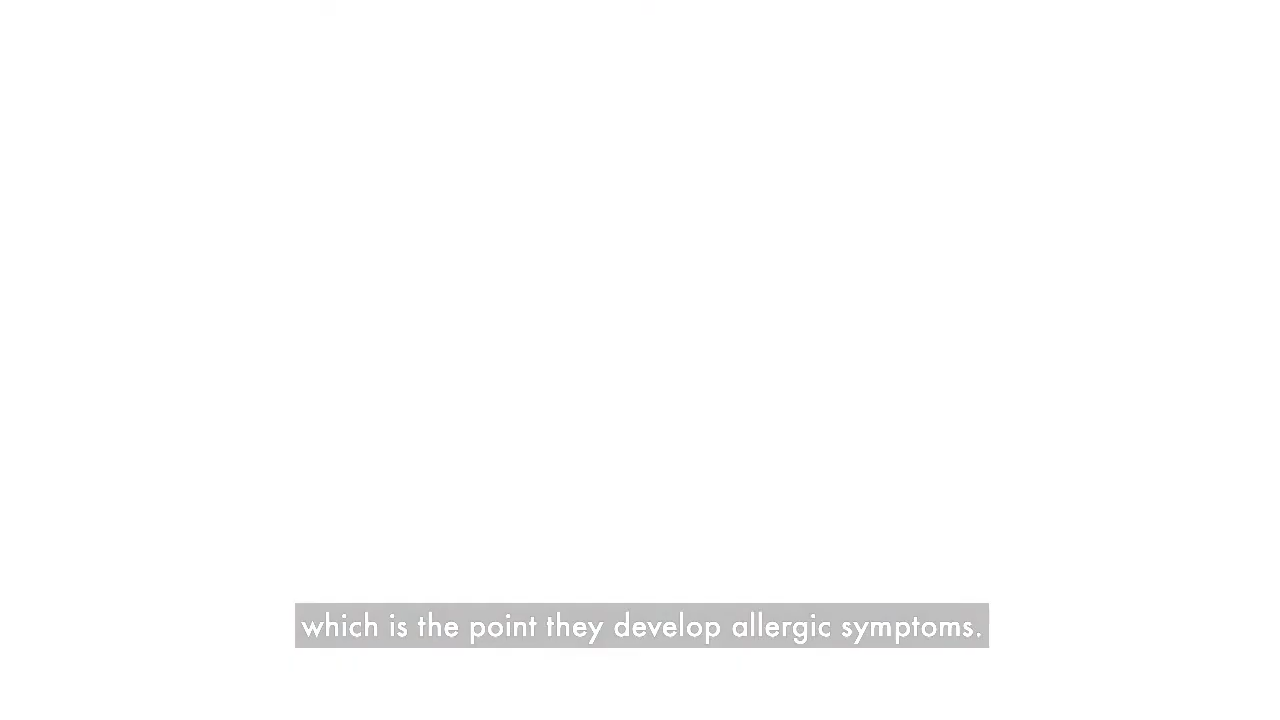 which is the point they develop allergic symptoms.